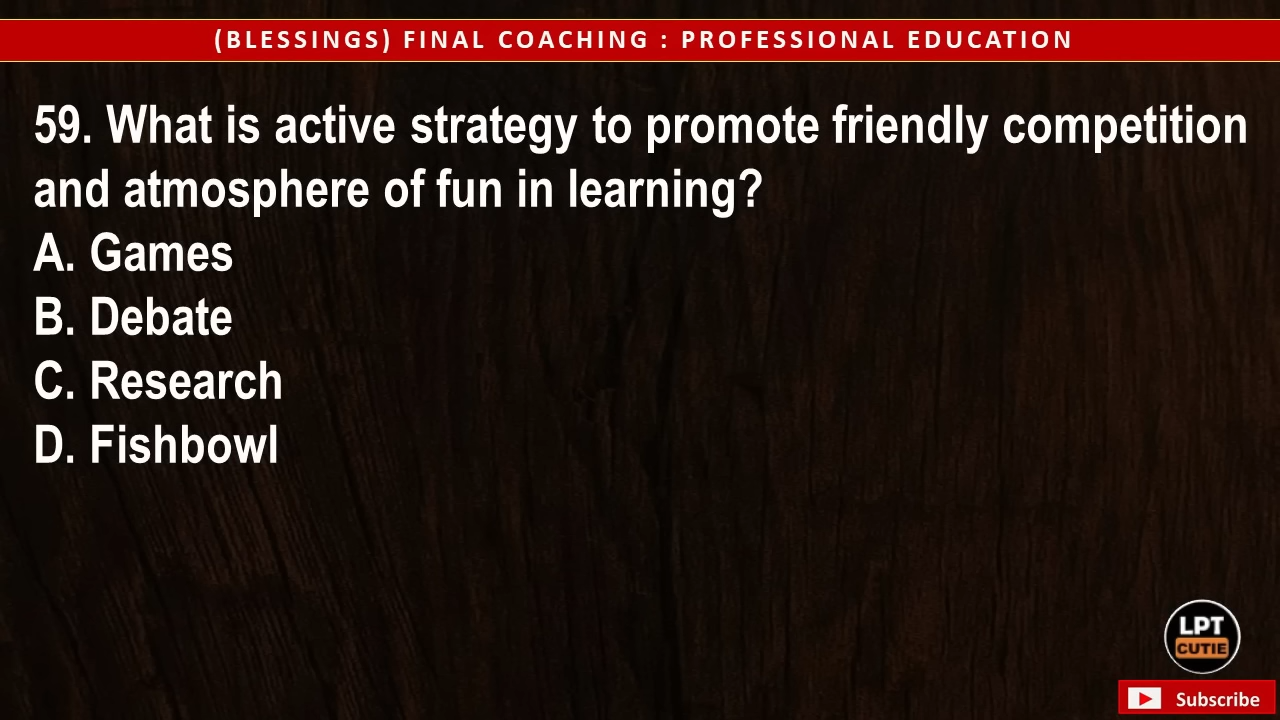 (BLESSINGS) FINAL COACHING : PROFESSIONAL EDUCATION
59. What is active strategy to promote friendly competition
and atmosphere of fun in learning?
A. Games
B. Debate
C. Research
D. Fishbowl
LPT
CUTIE
Subscribe